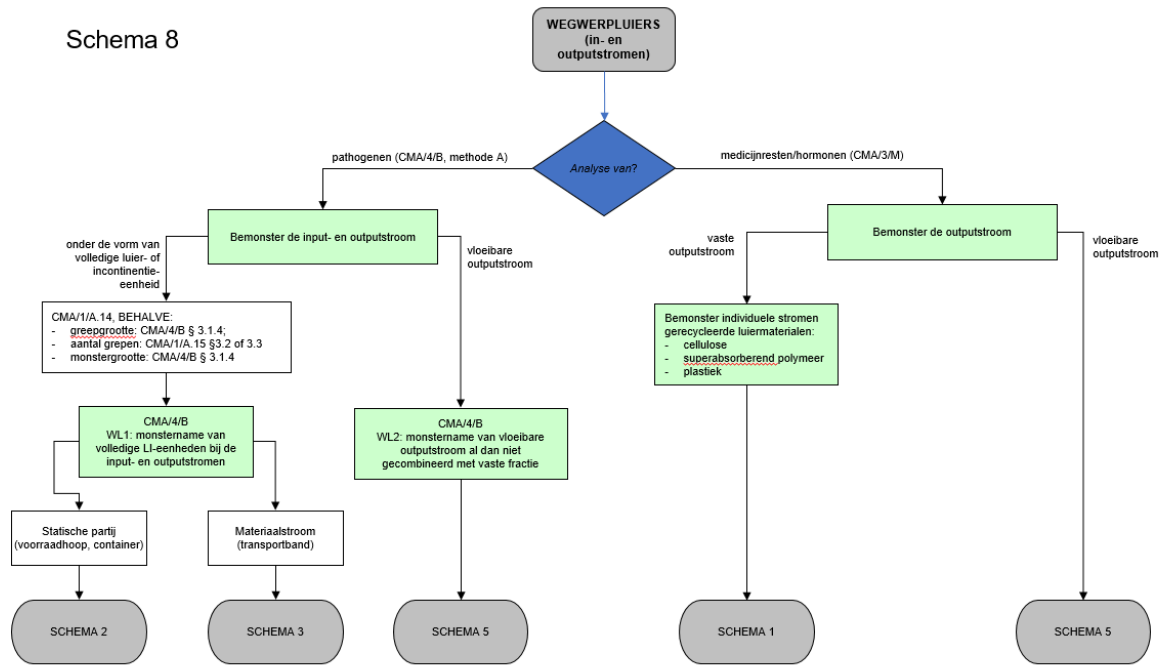 Schema 8
WEGWERPLUIERS
(in- en
outputstromen)
Analyse van?
pathogenen (CMA/4/B, methode A)
medicijnresten/hormonen (CMA/3/M)
Bemonster de input- en outputstroom
Bemonster de outputstroom
onder de vorm van
volledige luier- of
incontinentie-
eenheid
vloeibare
outputstroom
vaste
outputstroom
vloeibare
outputstroom
CMA/1/A.14, BEHALVE:
- greepgrootte: CMA/4/B § 3.1.4;
- aantal grepen: CMA/1/A.15 §3.2 of 3.3
- monstergrootte: CMA/4/B § 3.1.4
Bemonster individuele stromen
gerecycleerde luiermaterialen:
- cellulose
- superabsorberend polymeer
- plastiek
CMA/4/B
WL1: monstername van
volledige LI-eenheden bij de
input- en outputstromen
CMA/4/B
WL2: monstername van vloeibare
outputstroom al dan niet
gecombineerd met vaste fractie
Statische partij
(voorraadhoop, container)
Materiaalstroom
(transportband)
SCHEMA 2
SCHEMA 3
SCHEMA 5
SCHEMA 1
SCHEMA 5